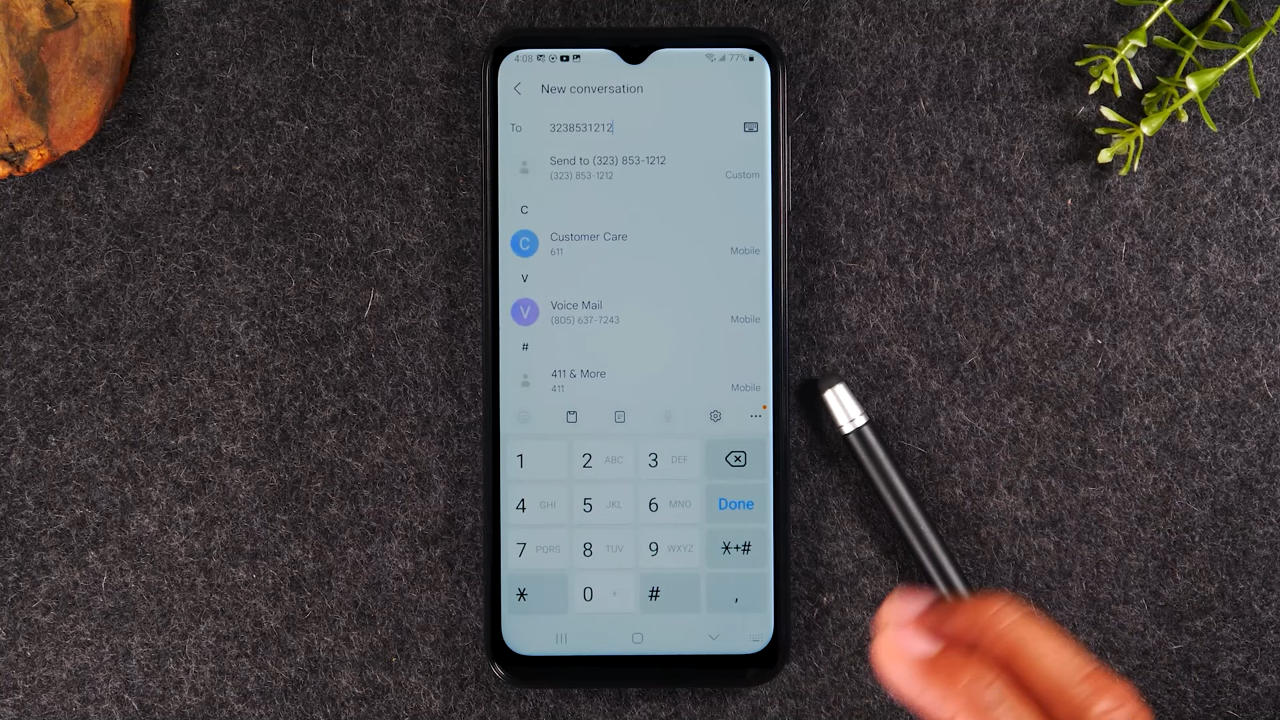 4:08 77%
New conversation
To 3238531212
Send to (323) 853-1212
(323) 853-1212 Custom
C
C Customer Care
611 Mobile
V
V Voice Mail
(805) 637-7243 Mobile
#
411 & More
411 Mobile
1 2 ABC 3 DEF
4 GHI 5 JKL 6 MNO Done
7 PQRS 8 TUV 9 WXYZ *+#
* 0 + # ,